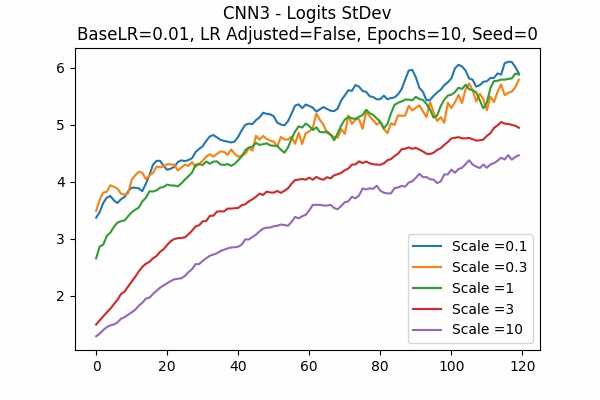 CNN3 - Logits StDev
BaseLR=0.01, LR Adjusted=False, Epochs=10, Seed=0
6
5
4
3
2
Scale =0.1
Scale =0.3
Scale =1
Scale =3
Scale =10
0 20 40 60 80 100 120